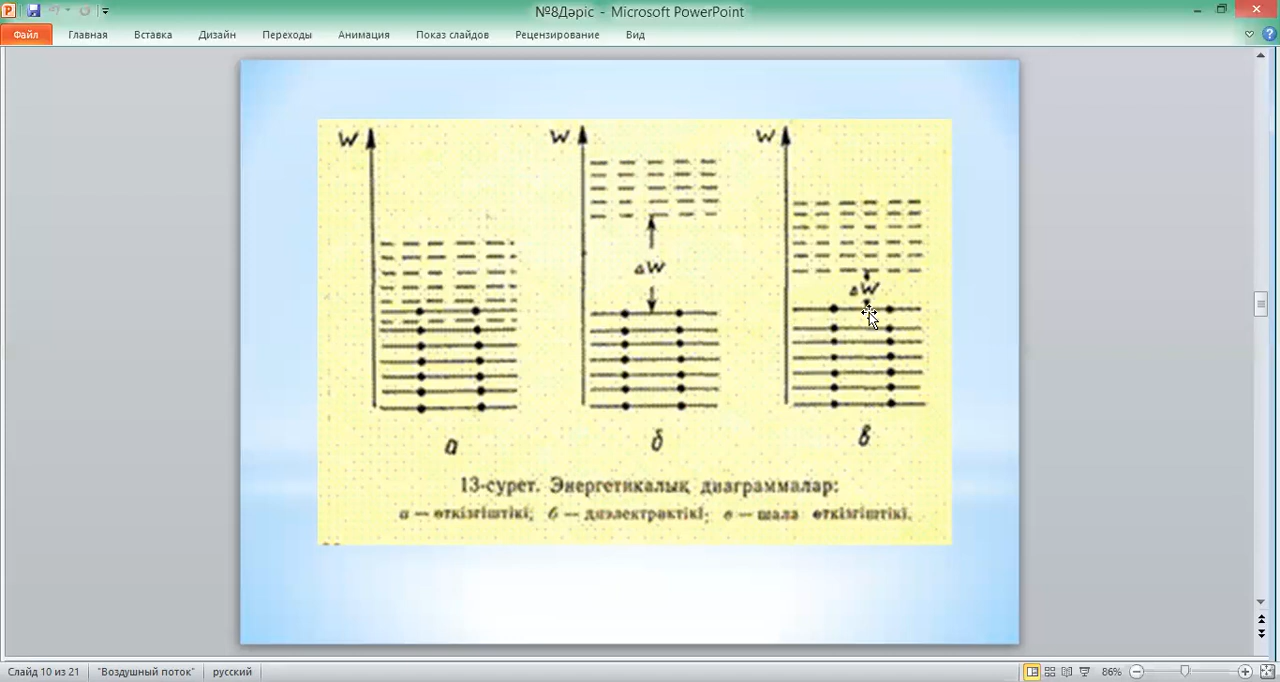 №8Дәріс - Microsoft PowerPoint
Файл Главная Вставка Дизайн Переходы Анимация Показ слайдов Рецензирование Вид
W W W
ΔW
ΔW
а б в
13-сурет. Энергетикалық диаграммалар:
а — өткізгіштікі; б — диэлектрактікі; в — шала өткізгіштікі.
Слайд 10 из 21 "Воздушный поток" русский 86%